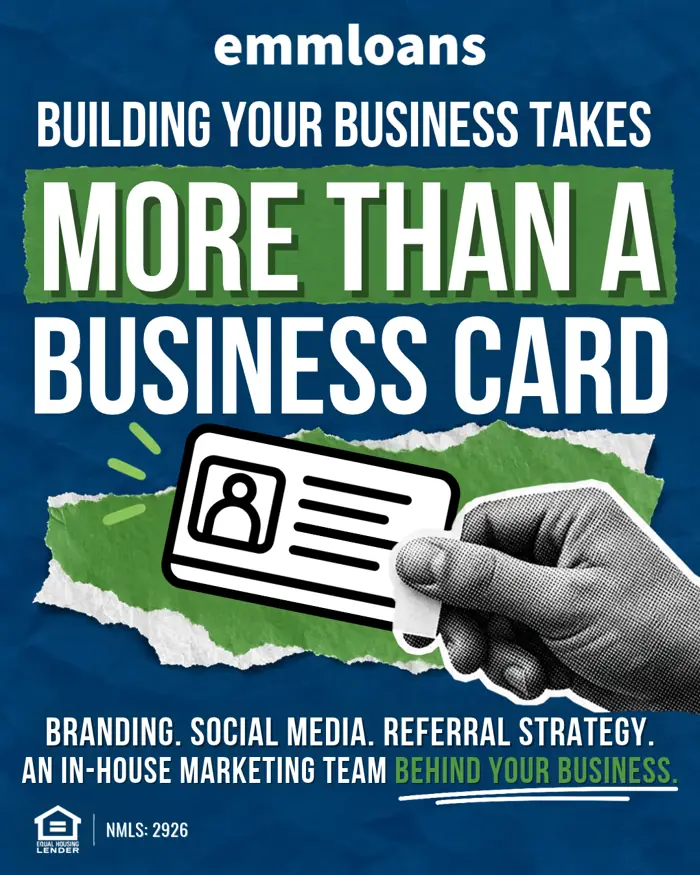 emmloans
BUILDING YOUR BUSINESS TAKES
MORE THAN A
BUSINESS CARD
BRANDING. SOCIAL MEDIA. REFERRAL STRATEGY.
AN IN-HOUSE MARKETING TEAM BEHIND YOUR BUSINESS.
EQUAL HOUSING
LENDER
NMLS: 2926